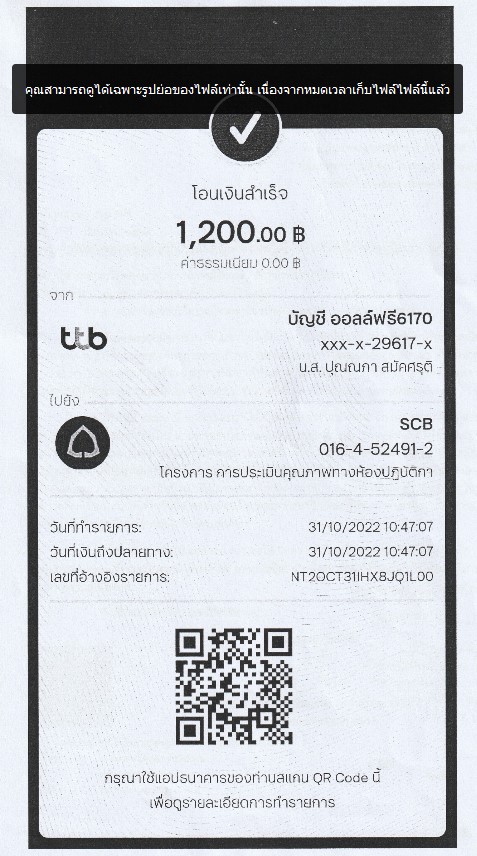 คุณสามารถดูได้เฉพาะรูปย่อของไฟล์เท่านั้น เนื่องจากหมดเวลาเก็บไฟล์ไฟล์นี้แล้ว
โอนเงินสำเร็จ
1,200.00 ฿
ค่าธรรมเนียม 0.00 ฿
จาก
บัญชี ออลล์ฟรี6170
ttb
xxx-x-29617-x
น.ส. ปุณณภา สมัคศรุติ
ไปยัง
SCB
016-4-52491-2
โครงการ การประเมินคุณภาพทางห้องปฏิบัติกา
วันที่ทำรายการ: 31/10/2022 10:47:07
วันที่เงินถึงปลายทาง: 31/10/2022 10:47:07
เลขที่อ้างอิงรายการ: NT2OCT31IHX8JQ1L00
กรุณาใช้แอปธนาคารของท่านสแกน QR Code นี้
เพื่อดูรายละเอียดการทำรายการ